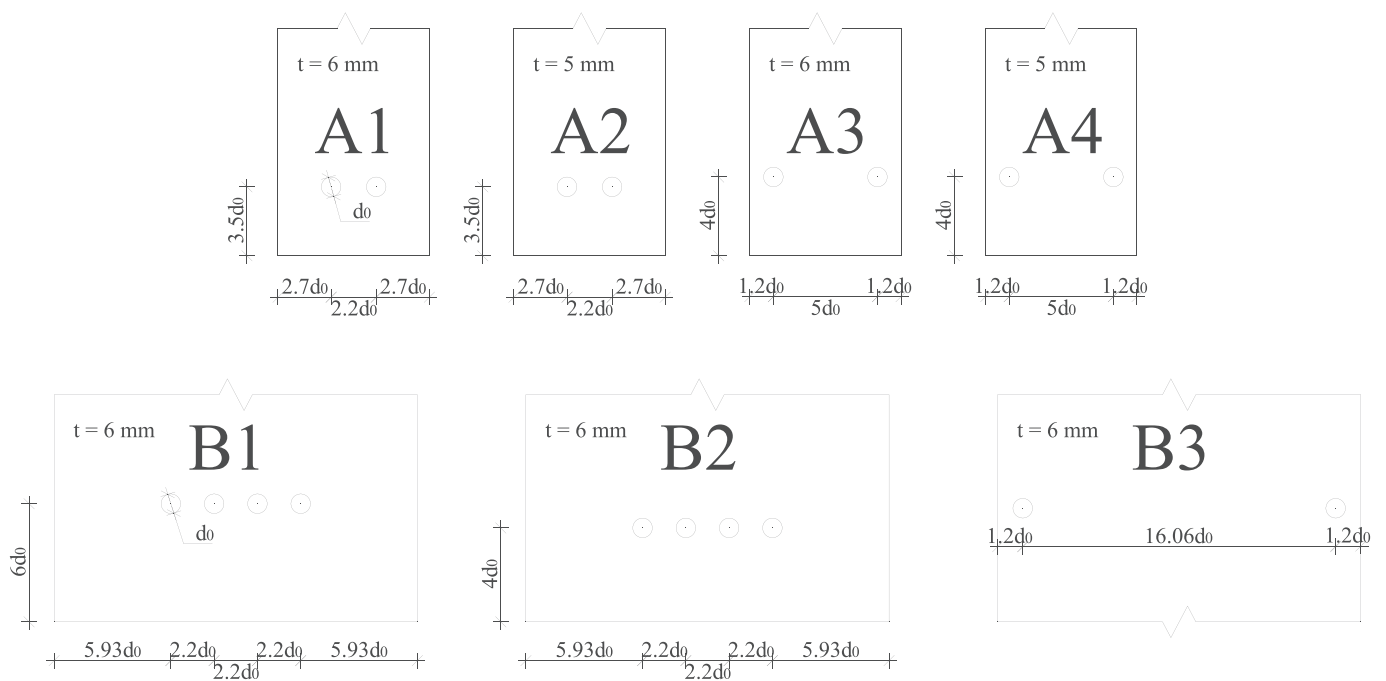 t = 6 mm
A1
3.5d0
d0
2.7d0
2.7d0
2.2d0
t = 5 mm
A2
3.5d0
2.7d0
2.7d0
2.2d0
t = 6 mm
A3
4d0
1.2d0
1.2d0
5d0
t = 5 mm
A4
4d0
1.2d0
1.2d0
5d0
t = 6 mm
B1
6d0
d0
5.93d0
2.2d0
2.2d0
5.93d0
2.2d0
t = 6 mm
B2
4d0
5.93d0
2.2d0
2.2d0
5.93d0
2.2d0
t = 6 mm
B3
1.2d0
16.06d0
1.2d0